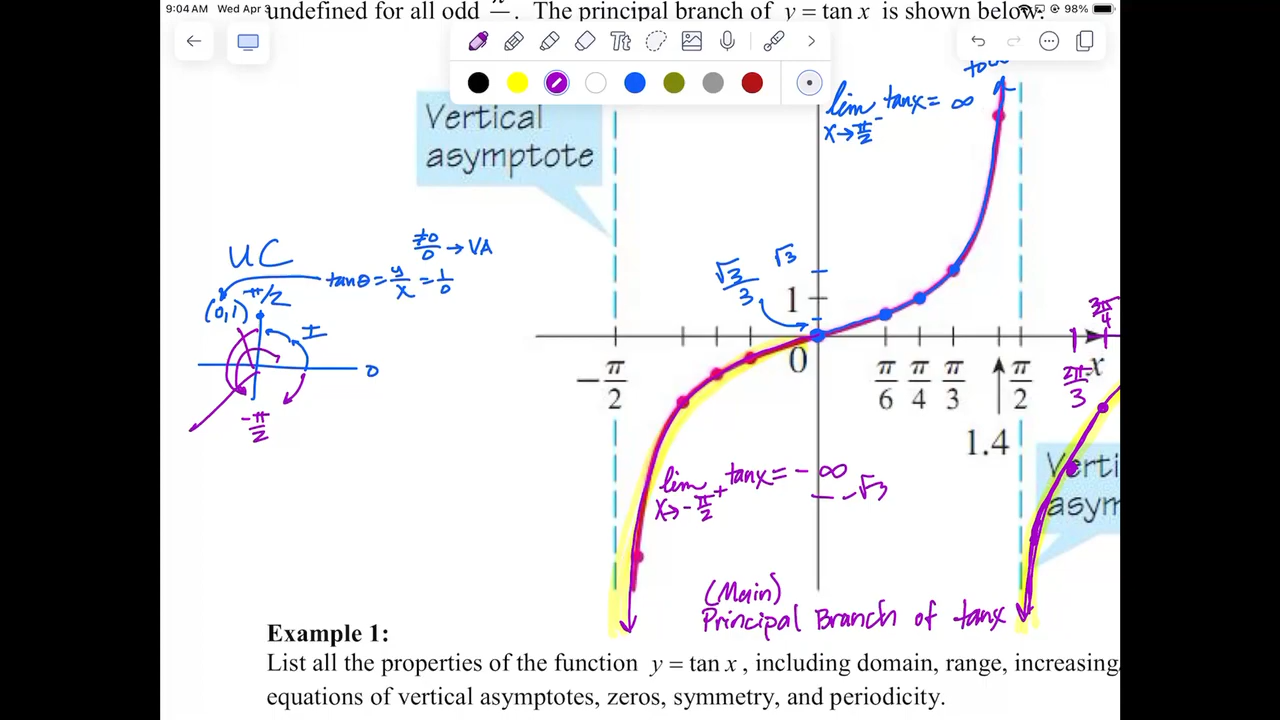 9:04 AM Wed Apr 3
98%
undefined for all odd π/. The principal branch of y = tan x is shown below.
Tt
lim tanx = ∞
x→π/2⁻
Vertical
asymptote
UC
≠0/0 → VA
tanθ = y/x = 1/0
(0,1) π/2
I
0
-π/2
√3/3
√3
1
0
-π/2
π/6 π/4 π/3 π/2
1.4
x
2π/3
3π/4
lim tanx = -∞
x→-π/2⁺
-√3
Verti
asym
(Main)
Principal Branch of tanx
Example 1:
List all the properties of the function y = tan x, including domain, range, increasing
equations of vertical asymptotes, zeros, symmetry, and periodicity.